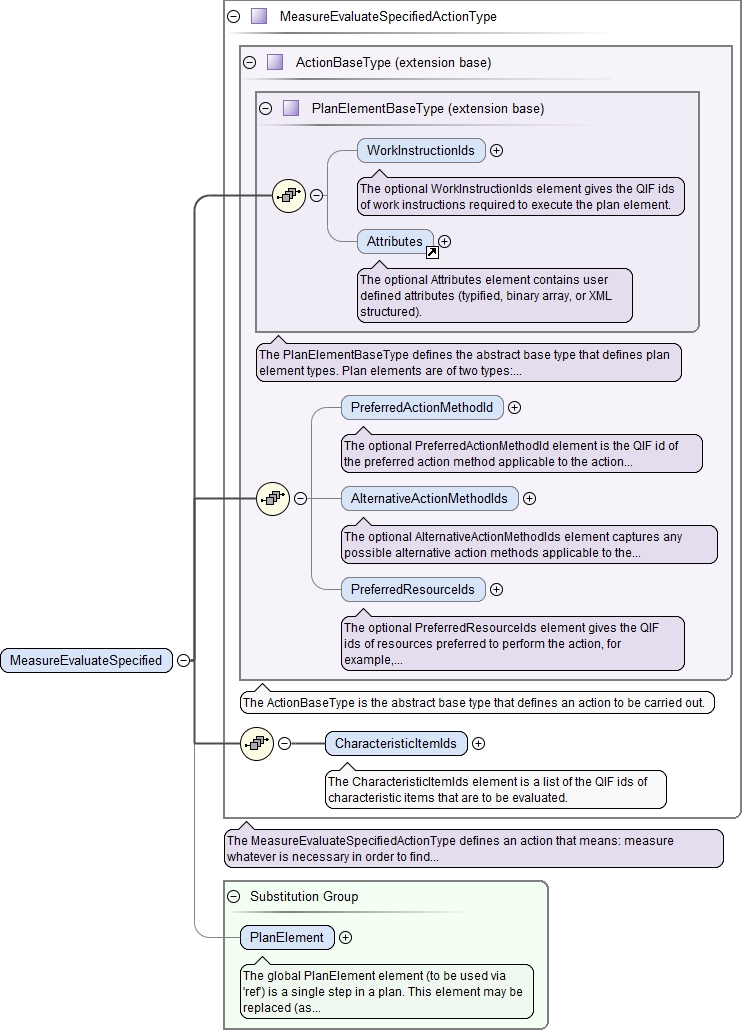 MeasureEvaluateSpecifiedActionType
ActionBaseType (extension base)
PlanElementBaseType (extension base)
WorkInstructionIds
The optional WorkInstructionIds element gives the QIF ids
of work instructions required to execute the plan element.
Attributes
The optional Attributes element contains user
defined attributes (typified, binary array, or XML
structured).
The PlanElementBaseType defines the abstract base type that defines plan
element types. Plan elements are of two types:...
PreferredActionMethodId
The optional PreferredActionMethodId element is the QIF id of
the preferred action method applicable to the action...
AlternativeActionMethodIds
The optional AlternativeActionMethodIds element captures any
possible alternative action methods applicable to the...
PreferredResourceIds
The optional PreferredResourceIds element gives the QIF
ids of resources preferred to perform the action, for
example,...
MeasureEvaluateSpecified
The ActionBaseType is the abstract base type that defines an action to be carried out.
CharacteristicItemIds
The CharacteristicItemIds element is a list of the QIF ids of
characteristic items that are to be evaluated.
The MeasureEvaluateSpecifiedActionType defines an action that means: measure
whatever is necessary in order to find...
Substitution Group
PlanElement
The global PlanElement element (to be used via
'ref') is a single step in a plan. This element may be
replaced (as...